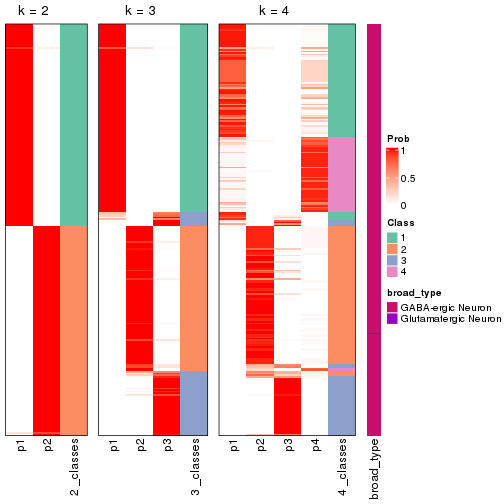 k = 2
k = 3
k = 4
Prob
1
0.5
0
Class
1
2
3
4
broad_type
GABA-ergic Neuron
Glutamatergic Neuron
p1
p2
2 _classes
p1
p2
p3
3 _classes
p1
p2
p3
p4
4 _classes
broad_type